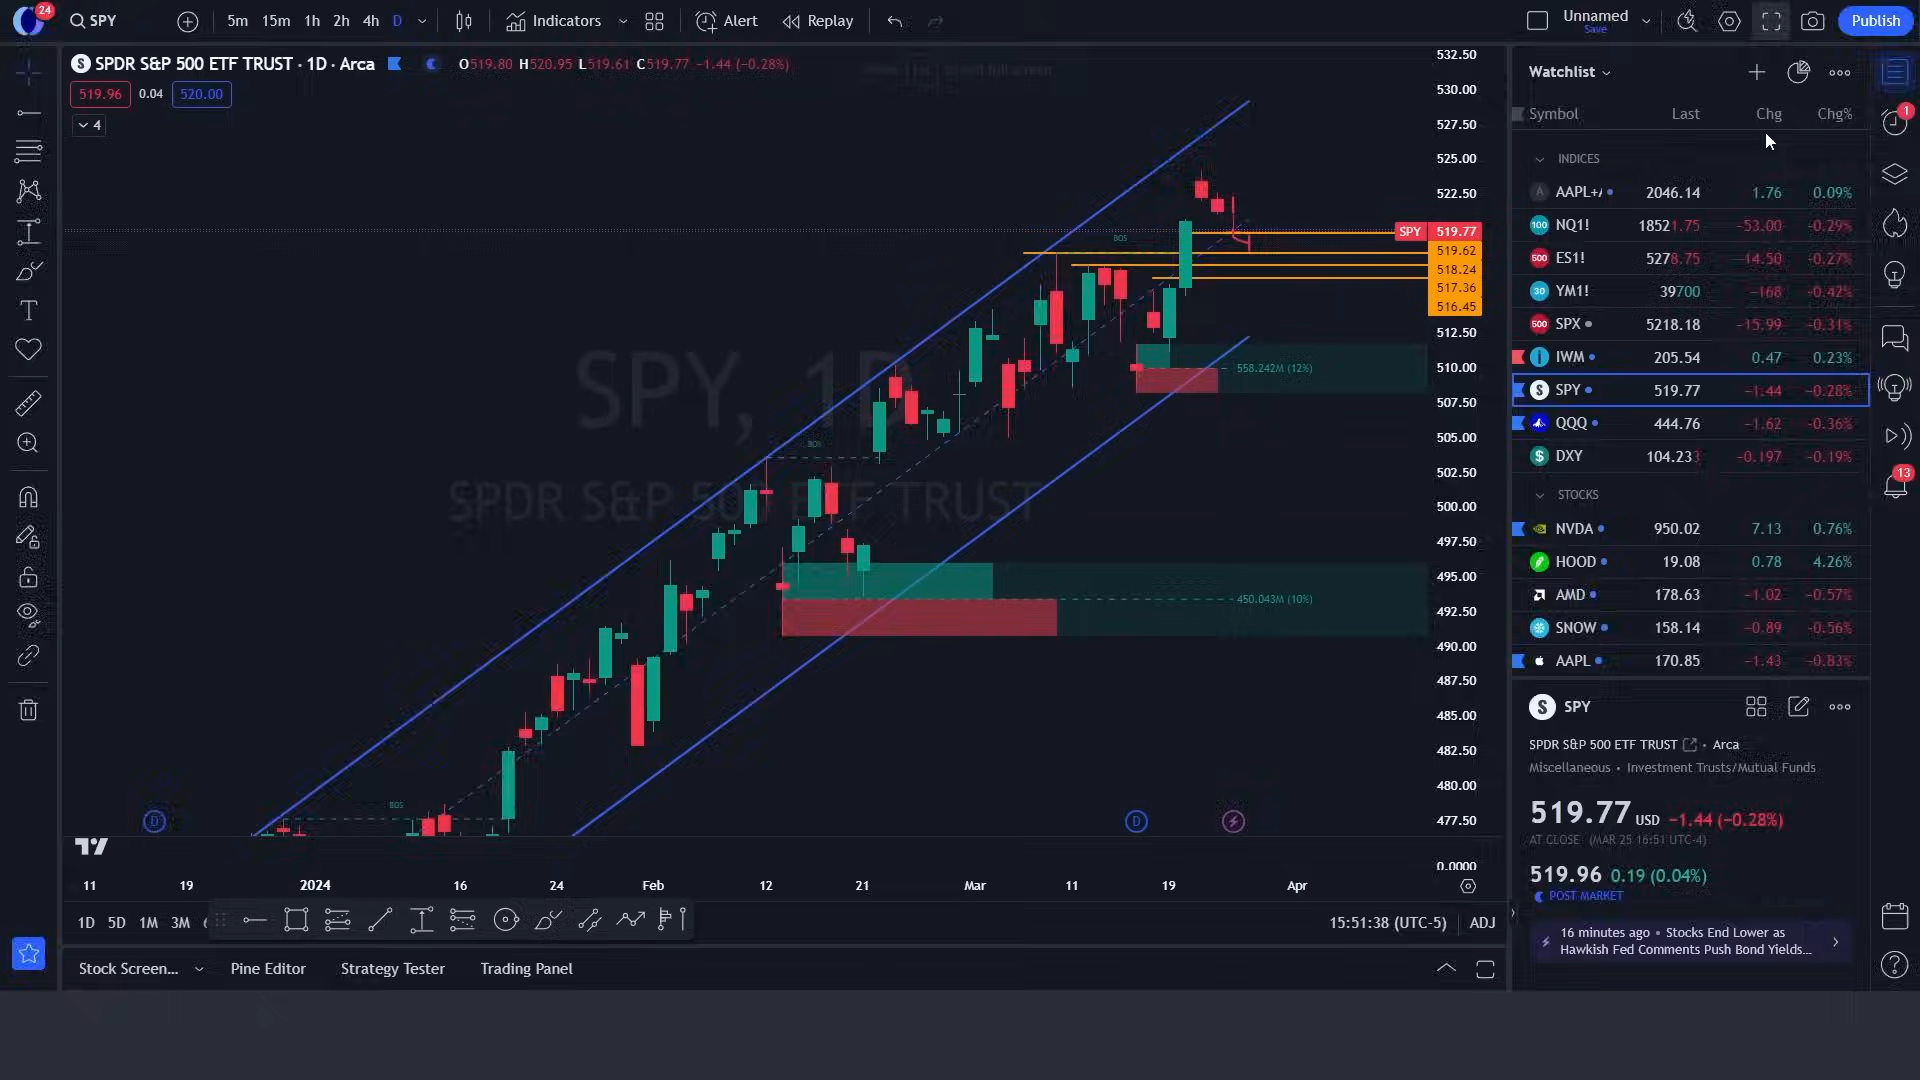 24
SPY
5m 15m 1h 2h 4h D
Indicators
Alert
Replay
Unnamed
Save
Publish
S SPDR S&P 500 ETF TRUST · 1D · Arca
O519.80 H520.95 L519.61 C519.77 −1.44 (−0.28%)
519.96 0.04 520.00
4
SPY, 1D
SPDR S&P 500 ETF TRUST
BOS
BOS
BOS
558.242M (12%)
450.043M (10%)
D
D
532.50
530.00
527.50
525.00
522.50
SPY 519.77
519.62
518.24
517.36
516.45
512.50
510.00
507.50
505.00
502.50
500.00
497.50
495.00
492.50
490.00
487.50
485.00
482.50
480.00
477.50
0.0000
11 19 2024 16 24 Feb 12 21 Mar 11 19 Apr
1D 5D 1M 3M
15:51:38 (UTC-5) ADJ
Stock Screen... Pine Editor Strategy Tester Trading Panel
Watchlist
Symbol Last Chg Chg%
INDICES
AAPL+A 2046.14 1.76 0.09%
100 NQ1! 18521.75 −53.00 −0.29%
500 ES1! 5278.75 −14.50 −0.27%
30 YM1! 39700 −168 −0.42%
500 SPX 5218.18 −15.99 −0.31%
IWM 205.54 0.47 0.23%
S SPY 519.77 −1.44 −0.28%
QQQ 444.76 −1.62 −0.36%
$ DXY 104.233 −0.197 −0.19%
STOCKS
NVDA 950.02 7.13 0.76%
HOOD 19.08 0.78 4.26%
AMD 178.63 −1.02 −0.57%
SNOW 158.14 −0.89 −0.56%
AAPL 170.85 −1.43 −0.83%
S SPY
SPDR S&P 500 ETF TRUST • Arca
Miscellaneous • Investment Trusts/Mutual Funds
519.77 USD −1.44 (−0.28%)
AT CLOSE (MAR 25 16:51 UTC-4)
519.96 0.19 (0.04%)
POST MARKET
16 minutes ago • Stocks End Lower as
Hawkish Fed Comments Push Bond Yields...
1
13